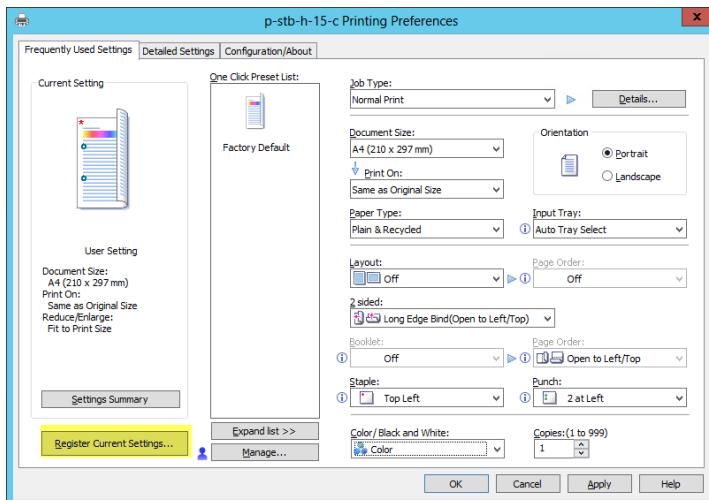 p-stb-h-15-c Printing Preferences
x
Frequently Used Settings
Detailed Settings
Configuration/About
Current Setting
User Setting
Document Size:
A4 (210 x 297 mm)
Print On:
Same as Original Size
Reduce/Enlarge:
Fit to Print Size
Settings Summary
Register Current Settings...
One Click Preset List:
Factory Default
Expand list >>
Manage...
Job Type:
Normal Print
Details...
Document Size:
A4 (210 x 297 mm)
Print On:
Same as Original Size
Orientation
Portrait
Landscape
Paper Type:
Plain & Recycled
Input Tray:
Auto Tray Select
Layout:
Off
Page Order:
Off
2 sided:
Long Edge Bind(Open to Left/Top)
Booklet:
Off
Page Order:
Open to Left/Top
Staple:
Top Left
Punch:
2 at Left
Color/Black and White:
Color
Copies:(1 to 999)
1
OK
Cancel
Apply
Help